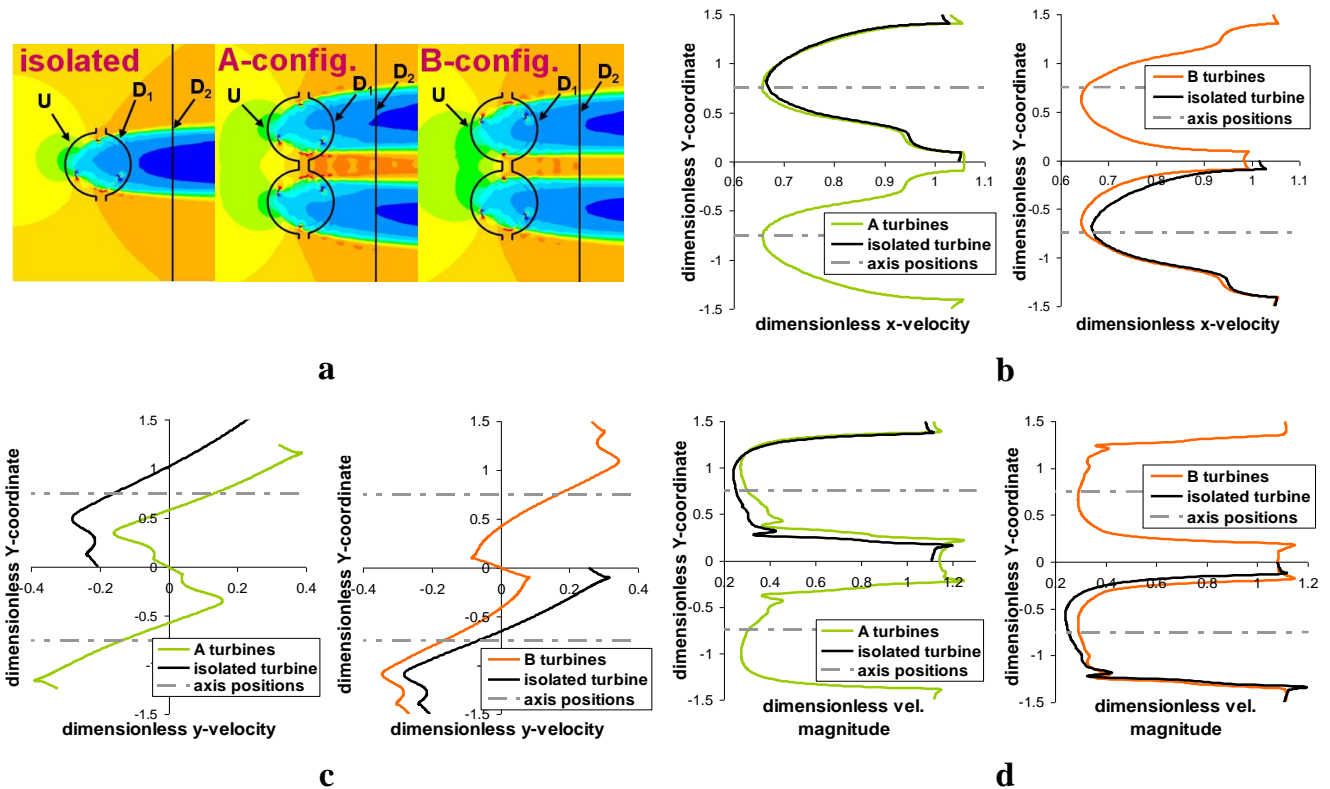 isolated
A-config.
B-config.
U
D1
D2
U
D1
D2
U
D1
D2
a
dimensionless Y-coordinate
1.5
1
0.5
0
-0.5
-1
-1.5
0.6 0.7 0.8 0.9 1 1.1
A turbines
isolated turbine
axis positions
dimensionless x-velocity
dimensionless Y-coordinate
1.5
1
0.5
0
-0.5
-1
-1.5
0.6 0.7 0.8 0.9 1 1.1
B turbines
isolated turbine
axis positions
dimensionless x-velocity
b
dimensionless Y-coordinate
1.5
1
0.5
0
-0.5
-1
-1.5
-0.4 -0.2 0 0.2 0.4
A turbines
isolated turbine
axis positions
dimensionless y-velocity
dimensionless Y-coordinate
1.5
1
0.5
0
-0.5
-1.5
-0.4 -0.2 0 0.2 0.4
B turbines
isolated turbine
axis positions
dimensionless y-velocity
c
dimensionless Y-coordinate
1.5
1
0.5
0
-0.5
-1
-1.5
0.2 0.4 0.6 0.8 1 1.2
A turbines
isolated turbine
axis positions
dimensionless vel.
magnitude
dimensionless Y-coordinate
1.5
1
0.5
0
-0.5
-1
-1.5
0.2 0.4 0.6 0.8 1 1.2
B turbines
isolated turbine
axis positions
dimensionless vel.
magnitude
d